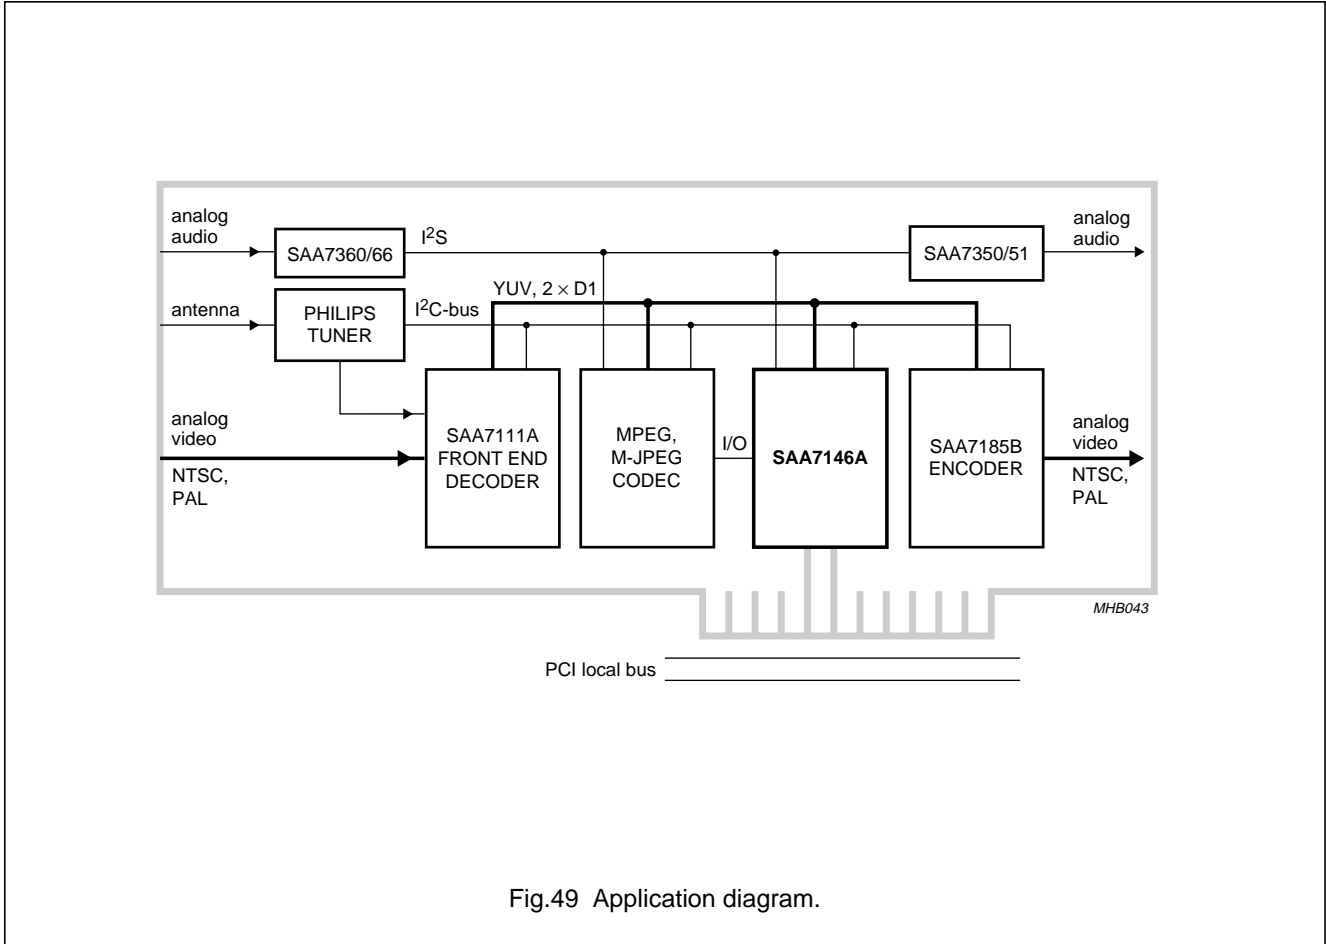 analog
audio
SAA7360/66
I²S
SAA7350/51
analog
audio
YUV, 2 × D1
antenna
PHILIPS
TUNER
I²C-bus
analog
video
NTSC,
PAL
SAA7111A
FRONT END
DECODER
MPEG,
M-JPEG
CODEC
I/O
SAA7146A
SAA7185B
ENCODER
analog
video
NTSC,
PAL
MHB043
PCI local bus
Fig.49 Application diagram.